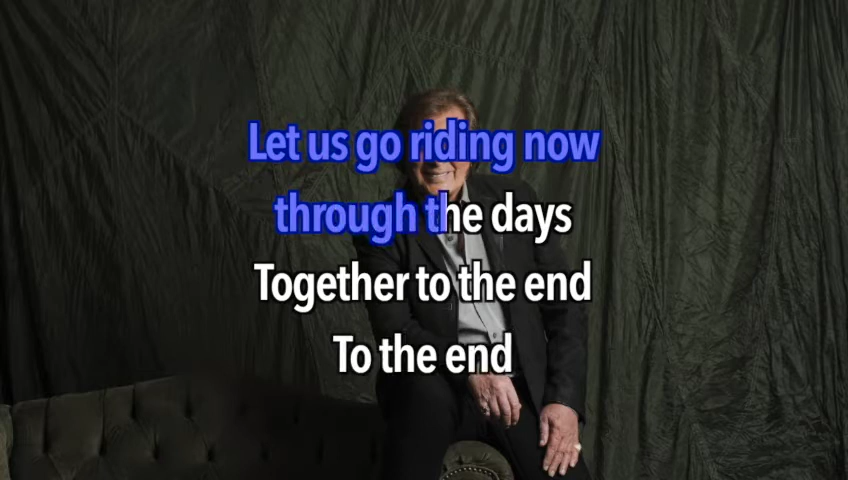 Let us go riding now
through the days
Together to the end
To the end